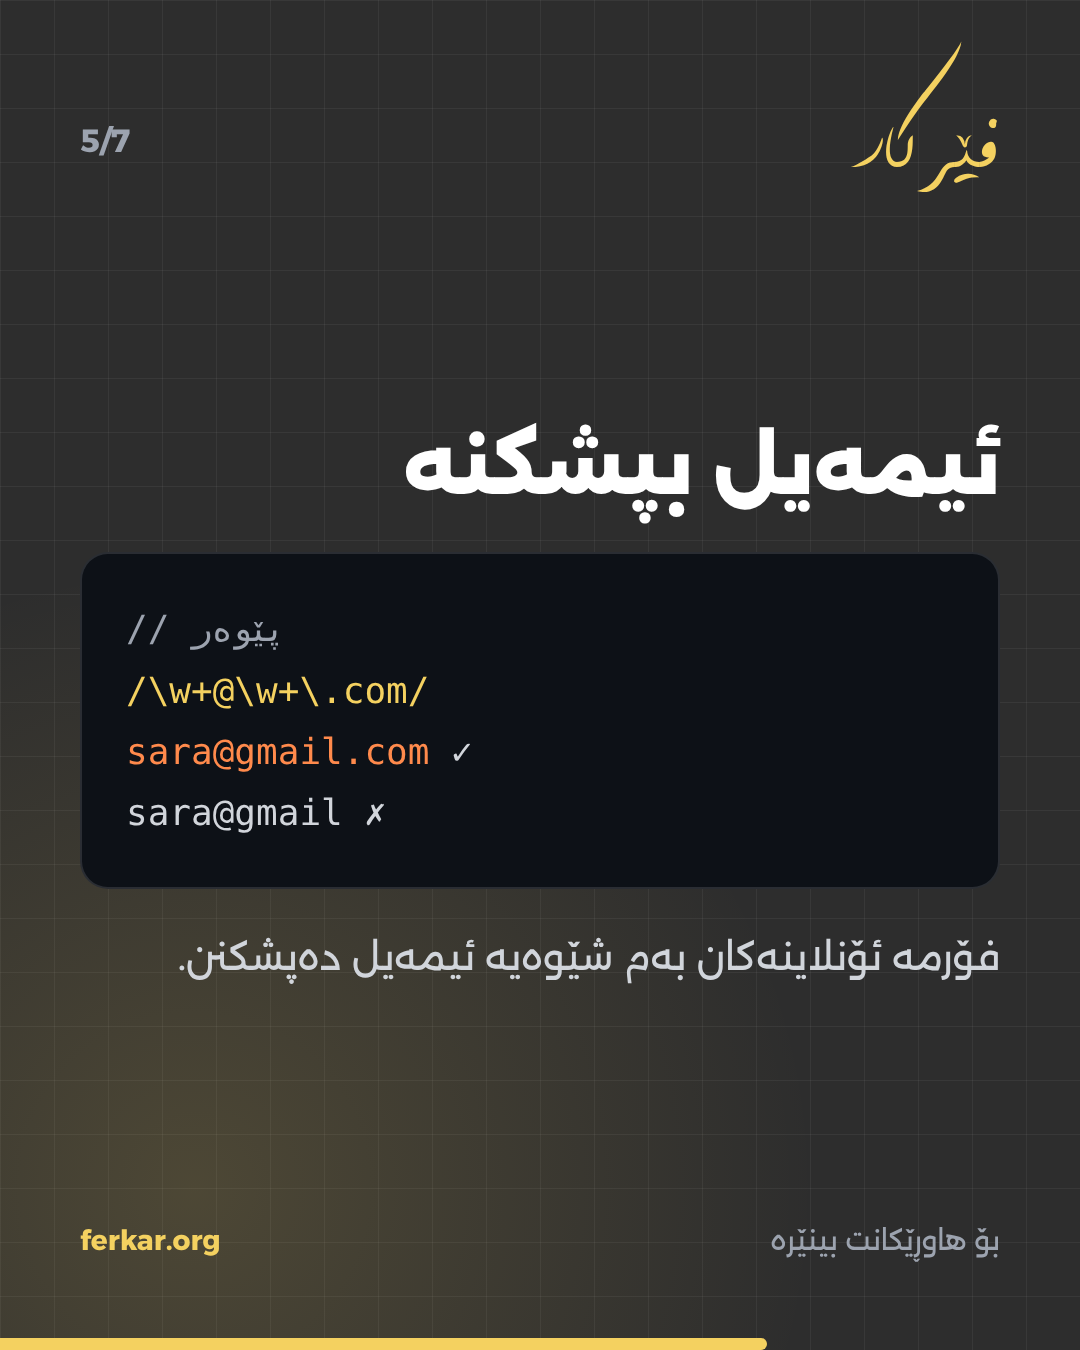 فێرکار
5/7
ئیمەیل بپشکنە
// پێوەر
/\w+@\w+\.com/
sara@gmail.com ✓
sara@gmail ✗
فۆرمە ئۆنلاینەکان بەم شێوەیە ئیمەیل دەپشکنن.
بۆ هاوڕێکانت بینێرە
ferkar.org